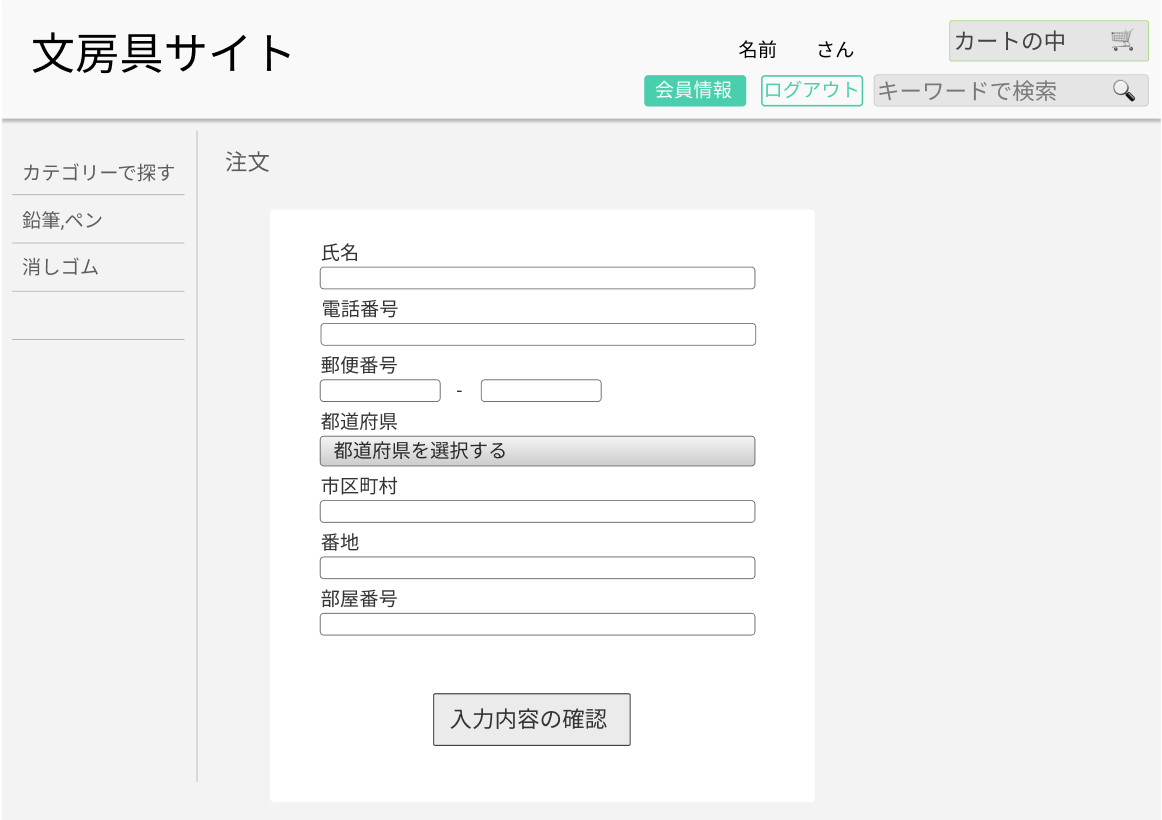 文房具サイト
名前 さん
カートの中
会員情報
ログアウト
キーワードで検索
カテゴリーで探す
鉛筆,ペン
消しゴム
注文
氏名
電話番号
郵便番号
-
都道府県
都道府県を選択する
市区町村
番地
部屋番号
入力内容の確認